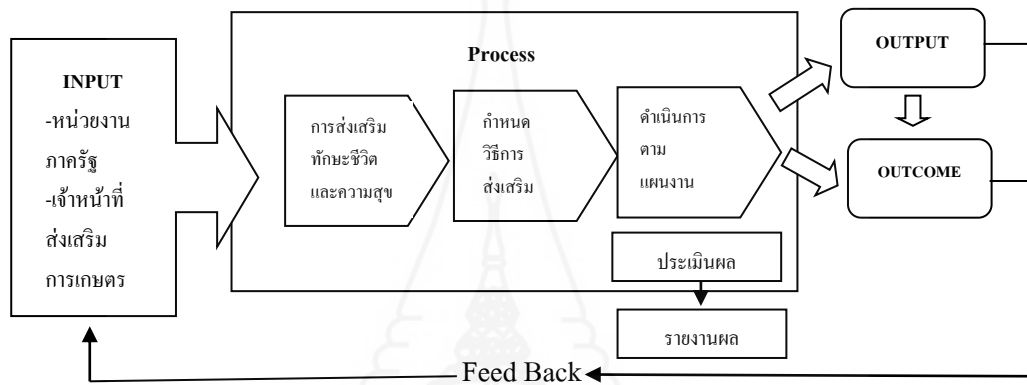 INPUT
-หน่วยงาน
ภาครัฐ
-เจ้าหน้าที่
ส่งเสริม
การเกษตร
Process
การส่งเสริม
ทักษะชีวิต
และความสุข
กำหนด
วิธีการ
ส่งเสริม
ดำเนินการ
ตาม
แผนงาน
ประเมินผล
รายงานผล
OUTPUT
OUTCOME
Feed Back